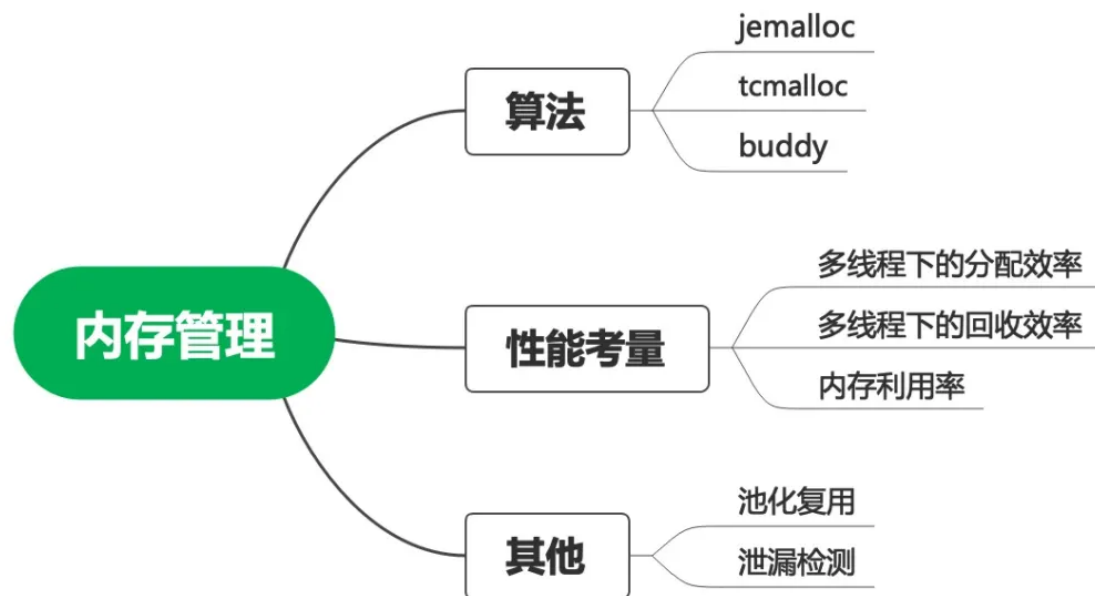 内存管理
算法
jemalloc
tcmalloc
buddy
性能考量
多线程下的分配效率
多线程下的回收效率
内存利用率
其他
池化复用
泄漏检测